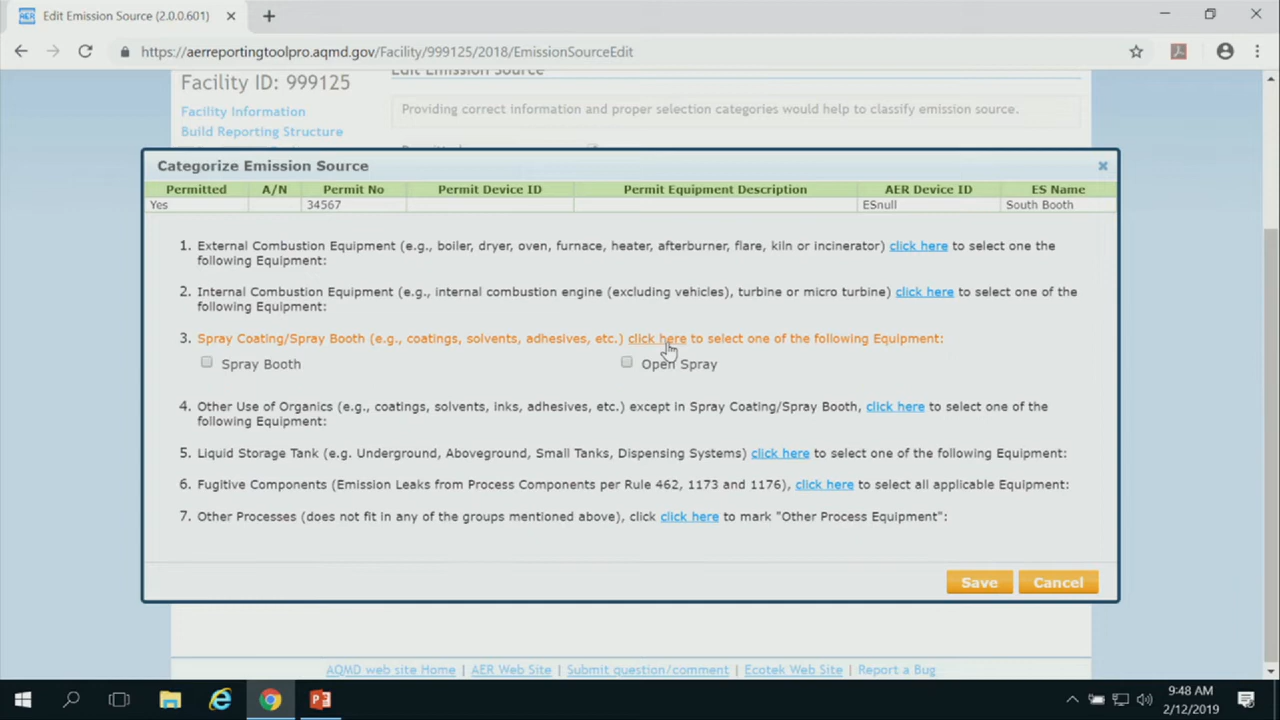 Edit Emission Source (2.0.0.601)
https://aerreportingtoolpro.aqmd.gov/Facility/999125/2018/EmissionSourceEdit
Facility ID: 999125
Edit Emission Source
Facility Information
Providing correct information and proper selection categories would help to classify emission source.
Build Reporting Structure
Categorize Emission Source
Permitted A/N Permit No Permit Device ID Permit Equipment Description AER Device ID ES Name
Yes 34567 ESnull South Booth
1. External Combustion Equipment (e.g., boiler, dryer, oven, furnace, heater, afterburner, flare, kiln or incinerator) click here to select one the
following Equipment:
2. Internal Combustion Equipment (e.g., internal combustion engine (excluding vehicles), turbine or micro turbine) click here to select one of the
following Equipment:
3. Spray Coating/Spray Booth (e.g., coatings, solvents, adhesives, etc.) click here to select one of the following Equipment:
Spray Booth Open Spray
4. Other Use of Organics (e.g., coatings, solvents, inks, adhesives, etc.) except in Spray Coating/Spray Booth, click here to select one of the
following Equipment:
5. Liquid Storage Tank (e.g. Underground, Aboveground, Small Tanks, Dispensing Systems) click here to select one of the following Equipment:
6. Fugitive Components (Emission Leaks from Process Components per Rule 462, 1173 and 1176), click here to select all applicable Equipment:
7. Other Processes (does not fit in any of the groups mentioned above), click click here to mark "Other Process Equipment":
Save Cancel
AQMD web site Home | AER Web Site | Submit question/comment | Ecotek Web Site | Report a Bug
9:48 AM
2/12/2019